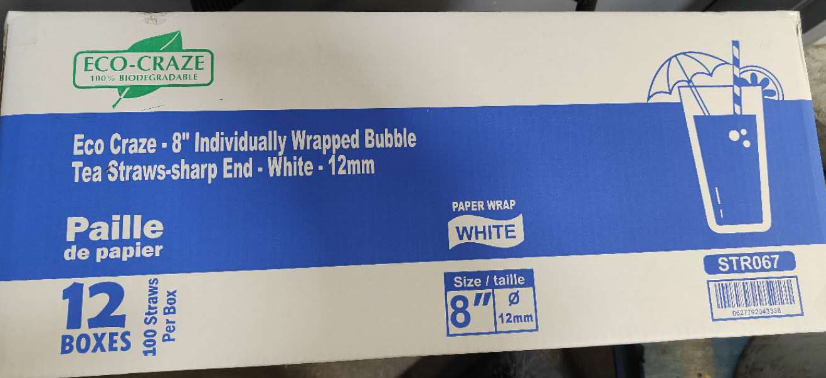 ECO-CRAZE
100% BIODEGRADABLE
Eco Craze - 8" Individually Wrapped Bubble
Tea Straws-sharp End - White - 12mm
Paille
de papier
PAPER WRAP
WHITE
12
BOXES
100 Straws
Per Box
Size / taille
8"
Ø
12mm
STR067